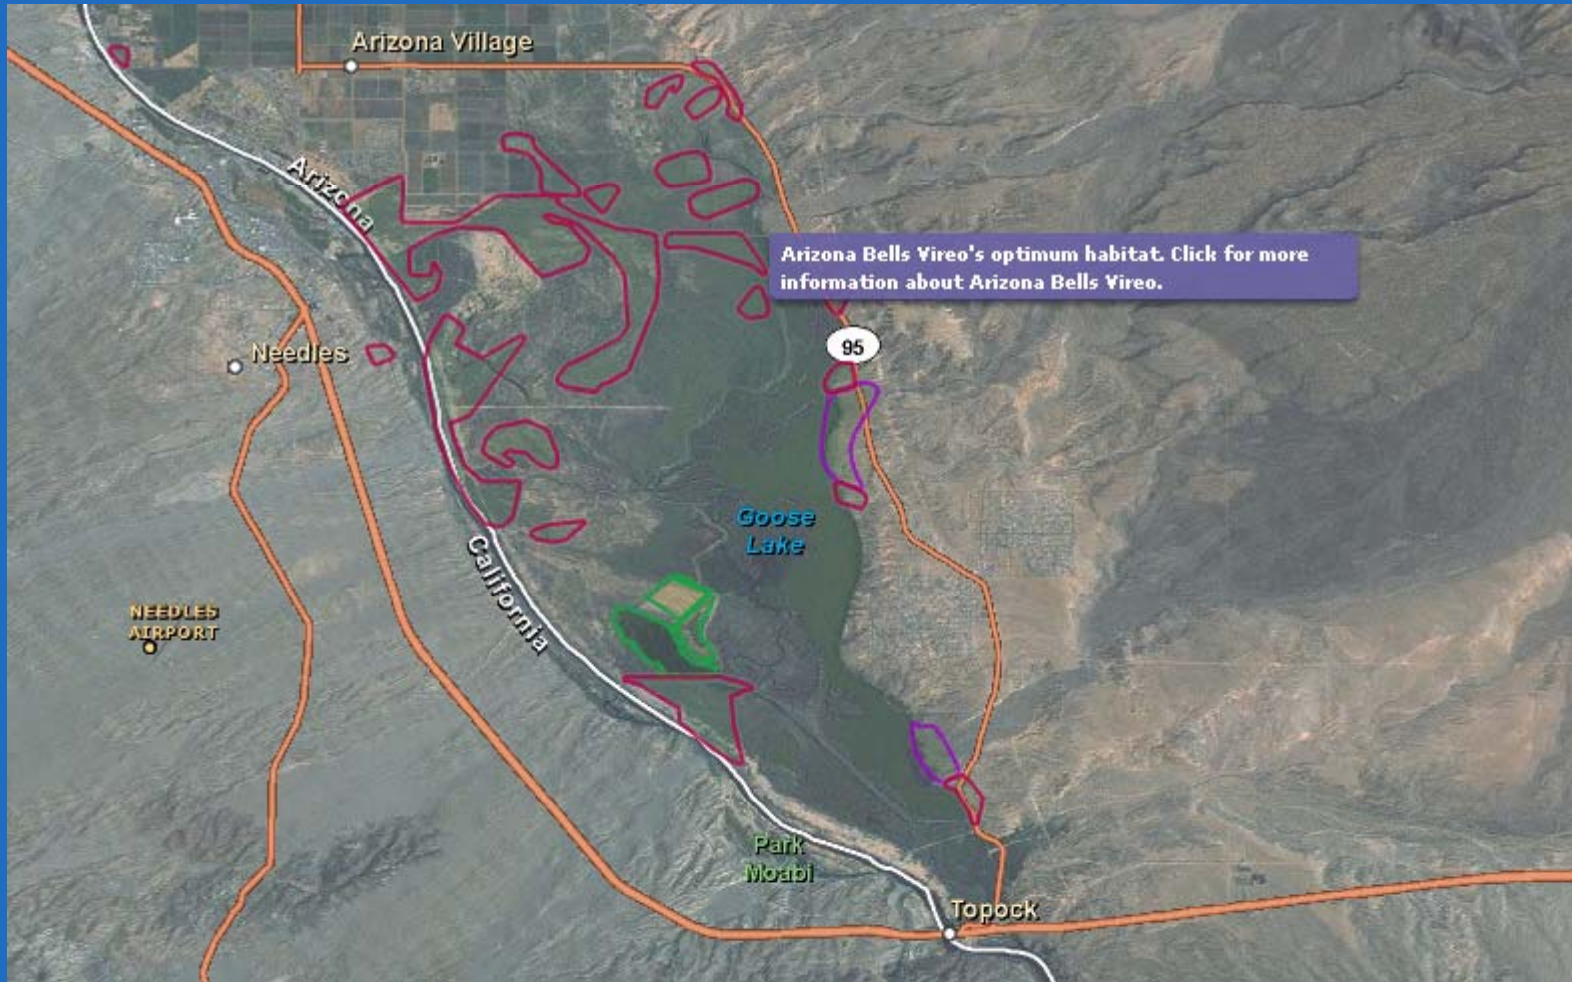 Arizona Village
Arizona
Arizona Bells Vireo's optimum habitat. Click for more
information about Arizona Bells Vireo.
95
Needles
Goose
Lake
California
NEEDLES
AIRPORT
Park
Moabi
Topock